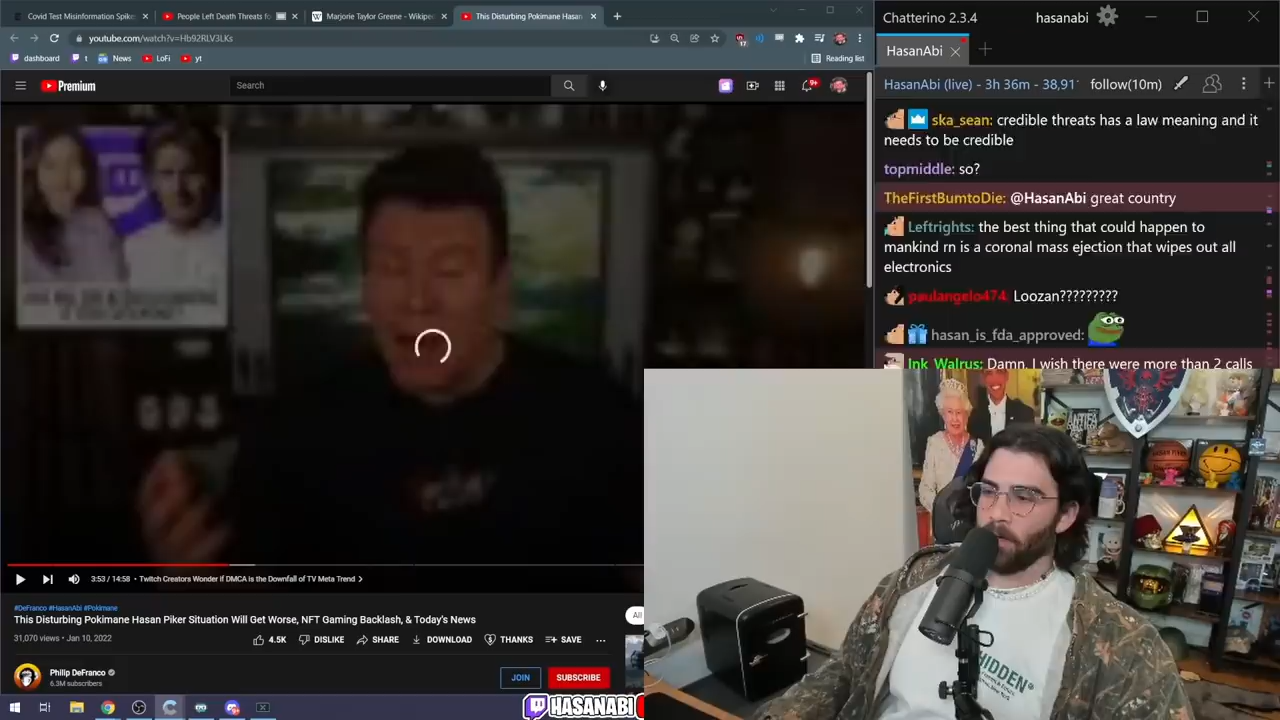 Covid Test Misinformation Spike
People Left Death Threats fo
Marjorie Taylor Greene - Wikipe
This Disturbing Pokimane Hasan
youtube.com/watch?v=Hb92RLV3LKs
dashboard
t
News
LoFi
yt
Reading list
Premium
Search
9+
3:53 / 14:58 • Twitch Creators Wonder if DMCA is the Downfall of TV Meta Trend >
#DeFranco #HasanAbi #Pokimane
This Disturbing Pokimane Hasan Piker Situation Will Get Worse, NFT Gaming Backlash, & Today's News
31,070 views • Jan 10, 2022
4.5K
DISLIKE
SHARE
DOWNLOAD
THANKS
SAVE
All
Philip DeFranco
6.3M subscribers
JOIN
SUBSCRIBE
HASANABI
Chatterino 2.3.4
hasanabi
HasanAbi
HasanAbi (live) - 3h 36m - 38,91
follow(10m)
ska_sean: credible threats has a law meaning and it
needs to be credible
topmiddle: so?
TheFirstBumtoDie: @HasanAbi great country
Leftrights: the best thing that could happen to
mankind rn is a coronal mass ejection that wipes out all
electronics
paulangelo474: Loozan?????????
hasan_is_fda_approved:
Ink_Walrus: Damn, I wish there were more than 2 calls
ANTIFA
HIDDEN